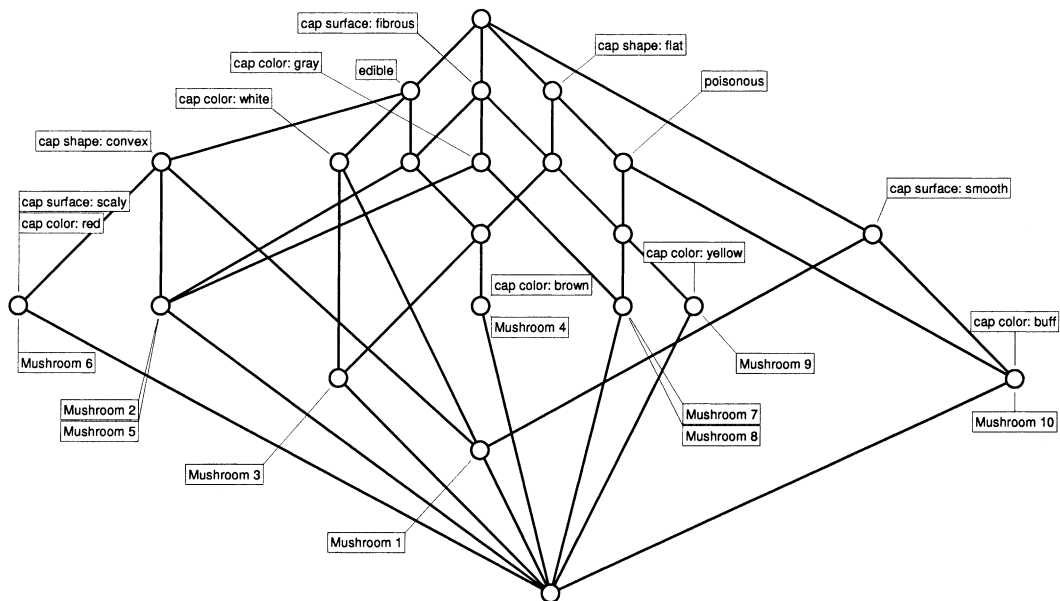 cap surface: fibrous
cap shape: flat
cap color: gray
edible
poisonous
cap color: white
cap shape: convex
cap surface: smooth
cap surface: scaly
cap color: red
cap color: yellow
cap color: brown
Mushroom 4
cap color: buff
Mushroom 6
Mushroom 9
Mushroom 2
Mushroom 5
Mushroom 7
Mushroom 8
Mushroom 10
Mushroom 3
Mushroom 1